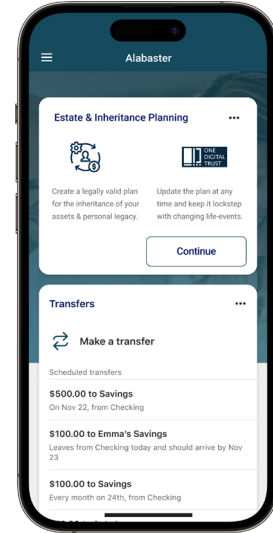 Alabaster
Estate & Inheritance Planning
ONE
DIGITAL
TRUST
Create a legally valid plan
for the inheritance of your
assets & personal legacy.
Update the plan at any
time and keep it lockstep
with changing life-events.
Continue
Transfers
Make a transfer
Scheduled transfers
$500.00 to Savings
On Nov 22, from Checking
$100.00 to Emma's Savings
Leaves from Checking today and should arrive by Nov
23
$100.00 to Savings
Every month on 24th, from Checking